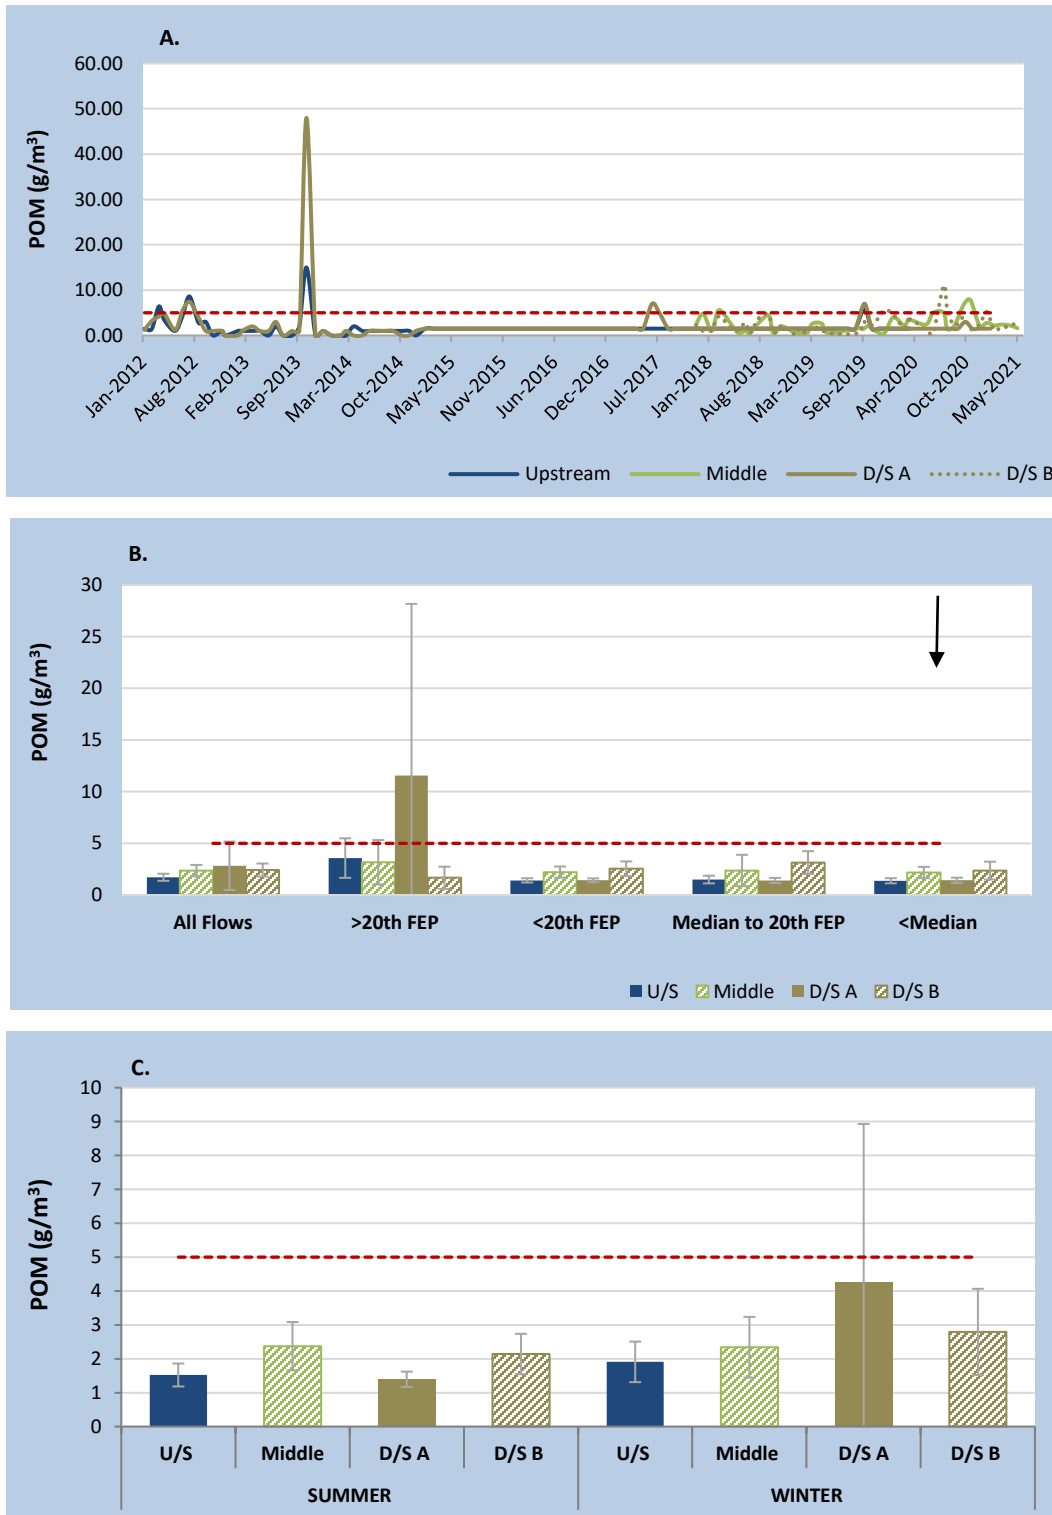 A.
POM (g/m³)
60.00
50.00
40.00
30.00
20.00
10.00
0.00
Jan-2012
Aug-2012
Feb-2013
Sep-2013
Mar-2014
Oct-2014
May-2015
Nov-2015
Jun-2016
Dec-2016
Jul-2017
Jan-2018
Aug-2018
Mar-2019
Sep-2019
Apr-2020
Oct-2020
May-2021
Upstream Middle D/S A D/S B
B.
POM (g/m³)
30
25
20
15
10
5
0
All Flows >20th FEP <20th FEP Median to 20th FEP <Median
U/S Middle D/S A D/S B
C.
POM (g/m³)
10
9
8
7
6
5
4
3
2
1
0
U/S Middle D/S A D/S B U/S Middle D/S A D/S B
SUMMER WINTER